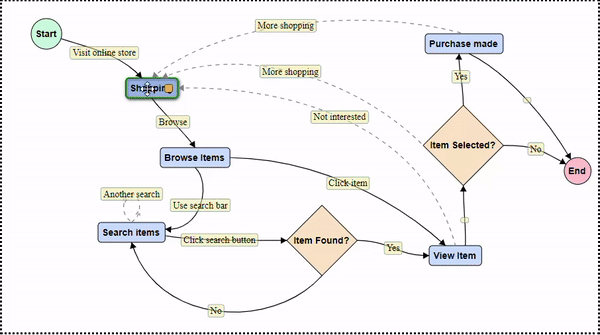 More shopping
Start
Purchase made
Visit online store
More shopping
Yes
Shopping
Not interested
Browse
Item Selected?
No
Browse Items
End
Click item
Another search
Use search bar
Search items
Click search button
Item Found?
Yes
View Item
No